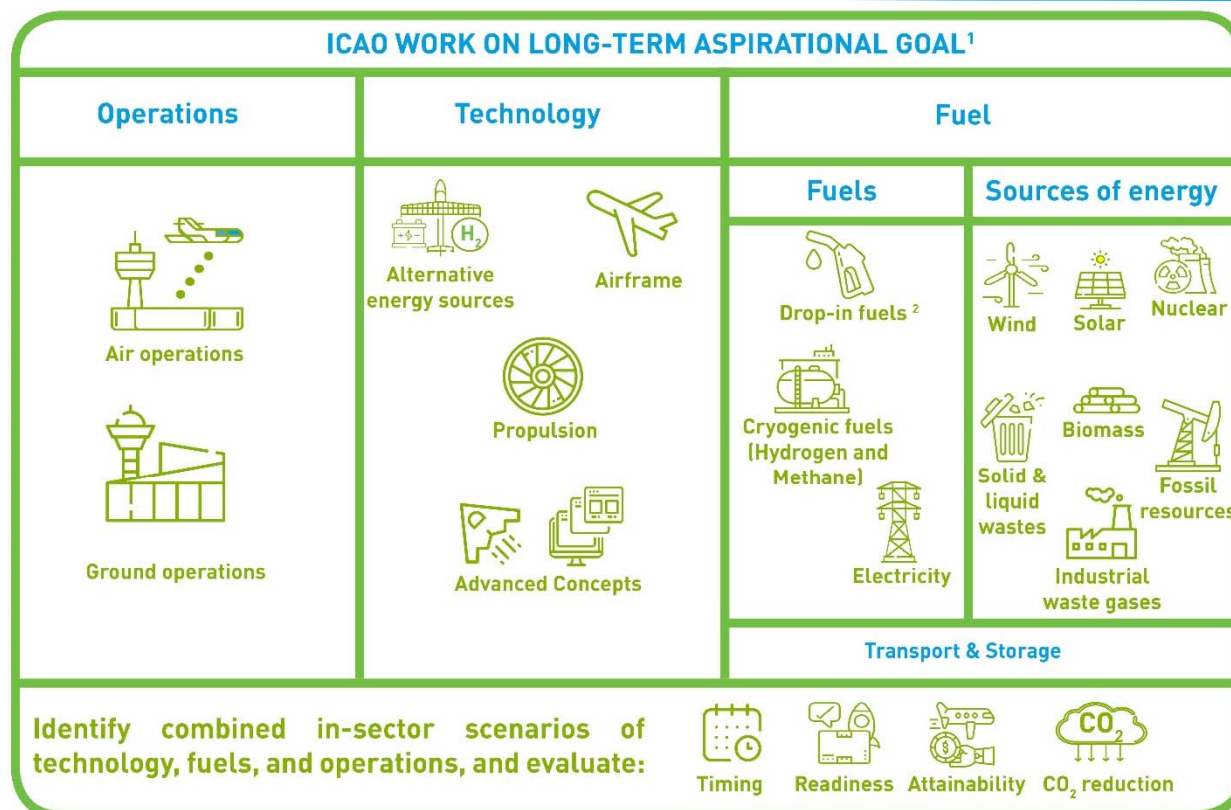 ICAO WORK ON LONG-TERM ASPIRATIONAL GOAL¹
Operations
Technology
Fuel
Air operations
Ground operations
H₂
Alternative
energy sources
Airframe
Propulsion
Advanced Concepts
Fuels
Drop-in fuels ²
Cryogenic fuels
(Hydrogen and
Methane)
Electricity
Sources of energy
Wind
Solar
Nuclear
Solid &
liquid
wastes
Biomass
Fossil
resources
Industrial
waste gases
Transport & Storage
Identify combined in-sector scenarios of
technology, fuels, and operations, and evaluate:
Timing
Readiness
Attainability
CO₂
CO₂ reduction